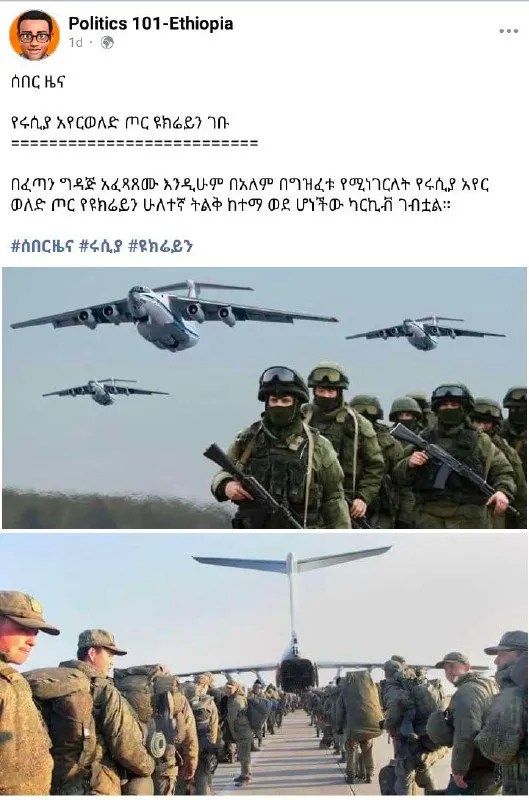 Politics 101-Ethiopia
1d ·
ሰበር ዜና
የሩሲያ አየርወለድ ጦር ዩክሬይን ገቡ
==========================
በፈጣን ግዳጅ አፈጻጸሙ እንዲሁም በአለም በግዝፈቱ የሚነገርለት የሩሲያ አየር
ወለድ ጦር የዩክሬይን ሁለተኛ ትልቅ ከተማ ወደ ሆነችው ካርኪቭ ገብቷል።
#ሰበርዜና #ሩሲያ #ዩክሬይን